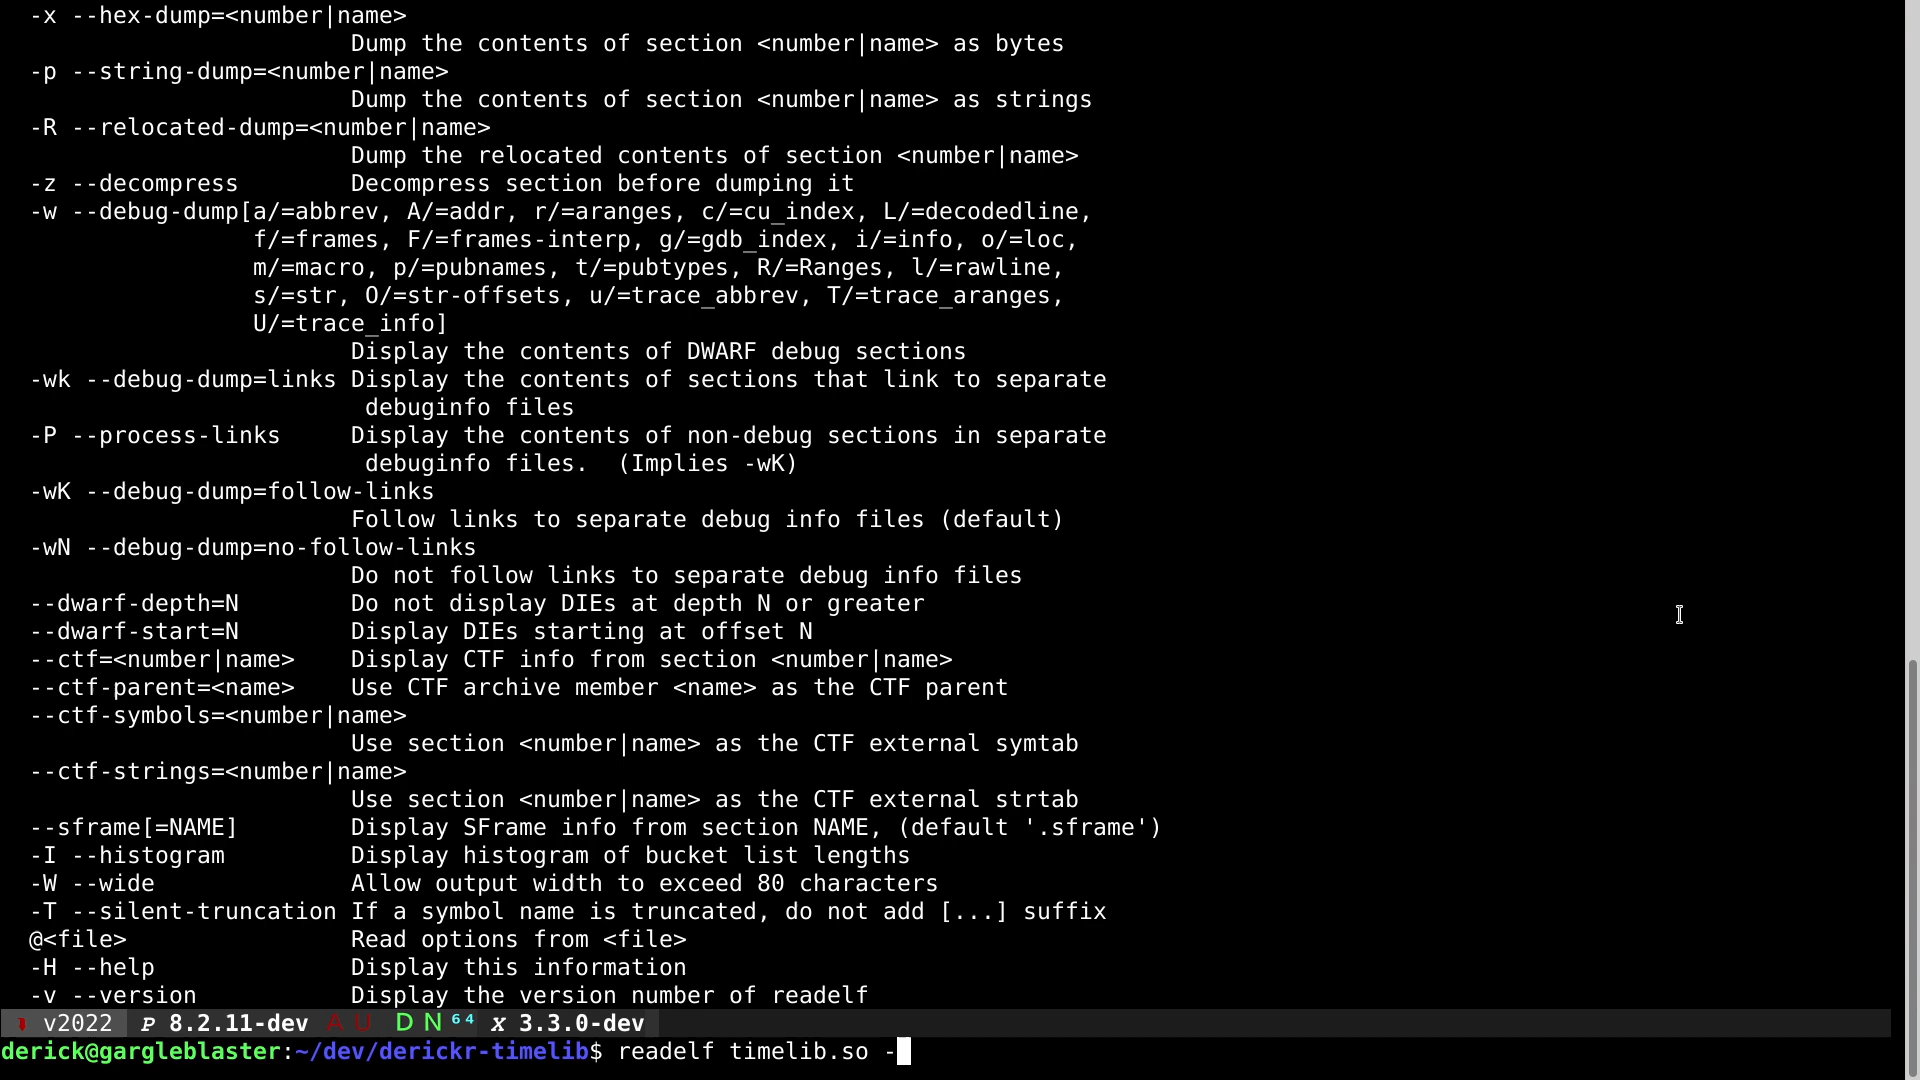 -x --hex-dump=<number|name>
Dump the contents of section <number|name> as bytes
-p --string-dump=<number|name>
Dump the contents of section <number|name> as strings
-R --relocated-dump=<number|name>
Dump the relocated contents of section <number|name>
-z --decompress Decompress section before dumping it
-w --debug-dump[a/=abbrev, A/=addr, r/=aranges, c/=cu_index, L/=decodedline,
f/=frames, F/=frames-interp, g/=gdb_index, i/=info, o/=loc,
m/=macro, p/=pubnames, t/=pubtypes, R/=Ranges, l/=rawline,
s/=str, O/=str-offsets, u/=trace_abbrev, T/=trace_aranges,
U/=trace_info]
Display the contents of DWARF debug sections
-wk --debug-dump=links Display the contents of sections that link to separate
debuginfo files
-P --process-links Display the contents of non-debug sections in separate
debuginfo files. (Implies -wK)
-wK --debug-dump=follow-links
Follow links to separate debug info files (default)
-wN --debug-dump=no-follow-links
Do not follow links to separate debug info files
--dwarf-depth=N Do not display DIEs at depth N or greater
--dwarf-start=N Display DIEs starting at offset N
--ctf=<number|name> Display CTF info from section <number|name>
--ctf-parent=<name> Use CTF archive member <name> as the CTF parent
--ctf-symbols=<number|name>
Use section <number|name> as the CTF external symtab
--ctf-strings=<number|name>
Use section <number|name> as the CTF external strtab
--sframe[=NAME] Display SFrame info from section NAME, (default '.sframe')
-I --histogram Display histogram of bucket list lengths
-W --wide Allow output width to exceed 80 characters
-T --silent-truncation If a symbol name is truncated, do not add [...] suffix
@<file> Read options from <file>
-H --help Display this information
-v --version Display the version number of readelf
v2022 P 8.2.11-dev A U D N ⁶⁴ X 3.3.0-dev
derick@gargleblaster:~/dev/derickr-timelib$ readelf timelib.so -